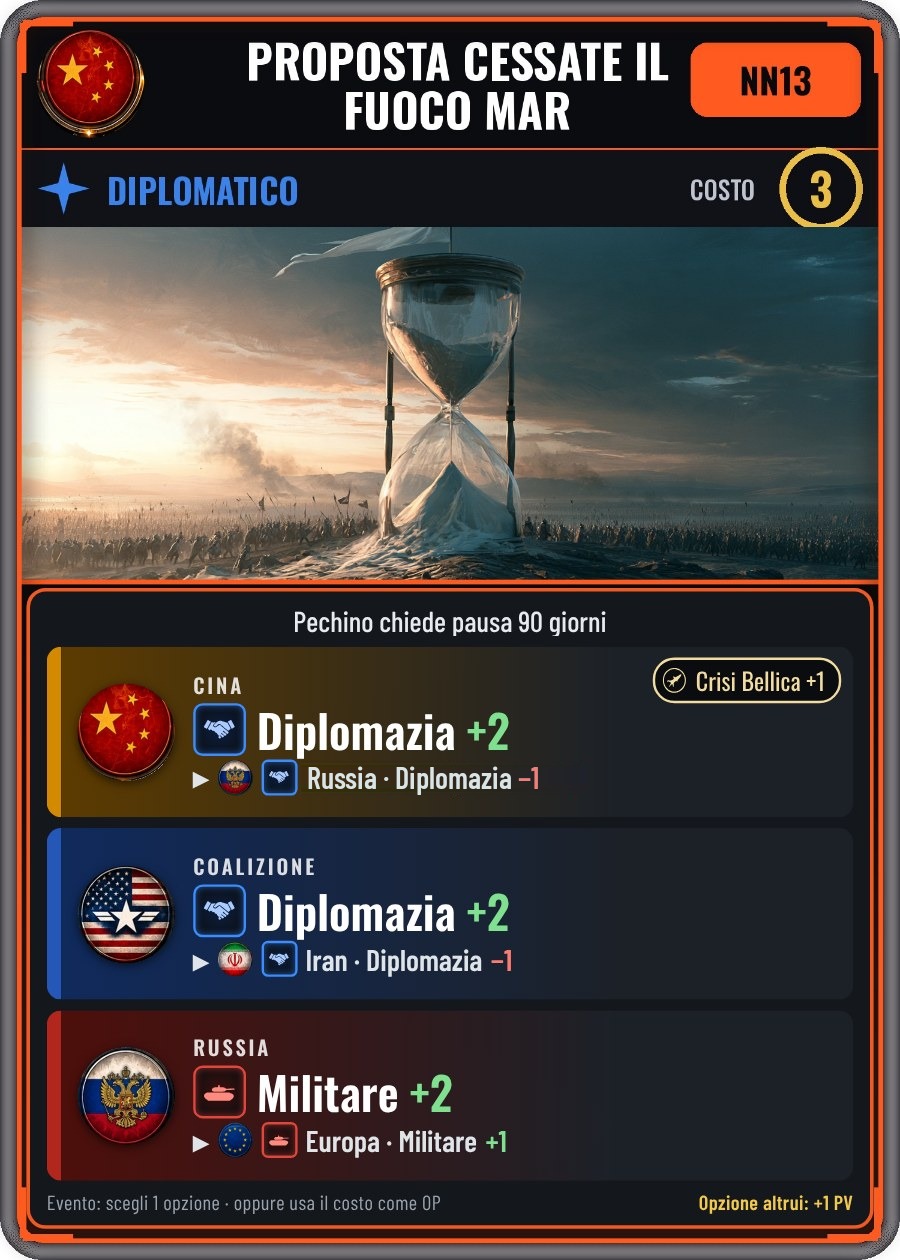 PROPOSTA CESSATE IL
FUOCO MAR
NN13
DIPLOMATICO
COSTO
3
Pechino chiede pausa 90 giorni
CINA
Crisi Bellica +1
Diplomazia +2
▶ Russia · Diplomazia −1
COALIZIONE
Diplomazia +2
▶ Iran · Diplomazia −1
RUSSIA
Militare +2
▶ Europa · Militare +1
Evento: scegli 1 opzione · oppure usa il costo come OP
Opzione altrui: +1 PV